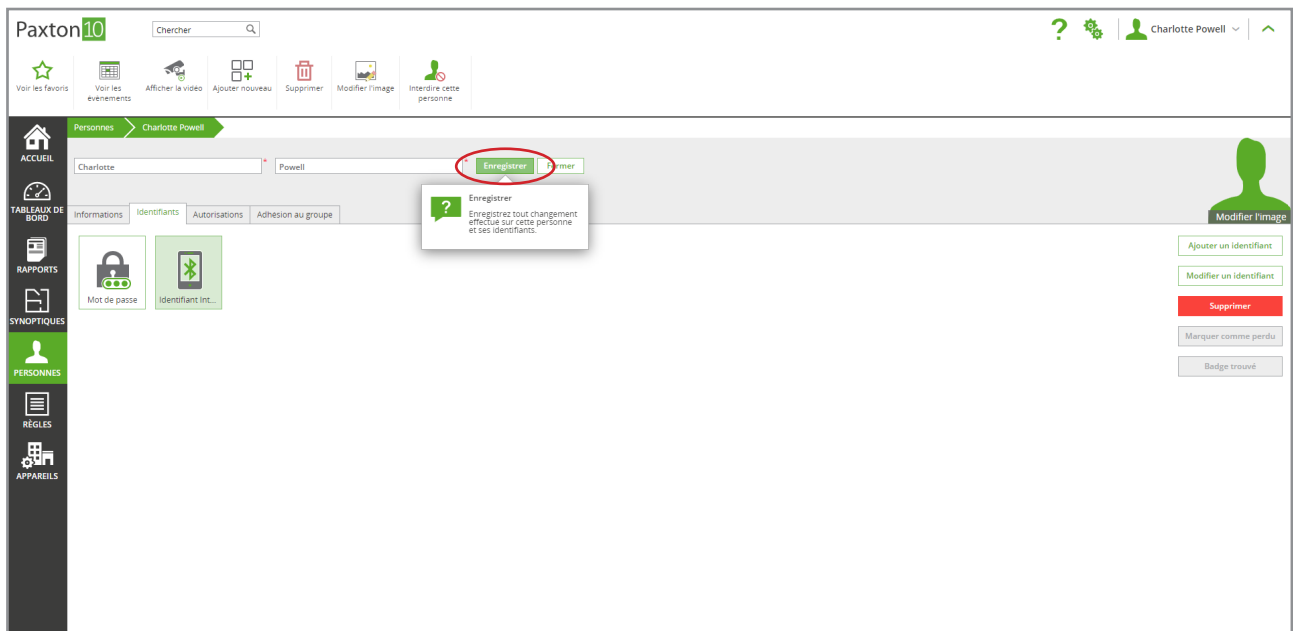 Paxton10
Chercher
?
Charlotte Powell
Voir les favoris
Voir les
evènements
Afficher la vidéo
Ajouter nouveau
Supprimer
Modifier l'image
Interdire cette
personne
Personnes
Charlotte Powell
ACCUEIL
Charlotte
*
Powell
*
Enregistrer
Fermer
?
Enregistrer
Enregistrez tout changement
effectué sur cette personne
et ses identifiants.
TABLEAUX DE
BORD
Informations
Identifiants
Autorisations
Adhésion au groupe
Modifier l'image
RAPPORTS
Mot de passe
Identifiant Int...
Ajouter un identifiant
Modifier un identifiant
Supprimer
Marquer comme perdu
Badge trouvé
SYNOPTIQUES
PERSONNES
RÈGLES
APPAREILS